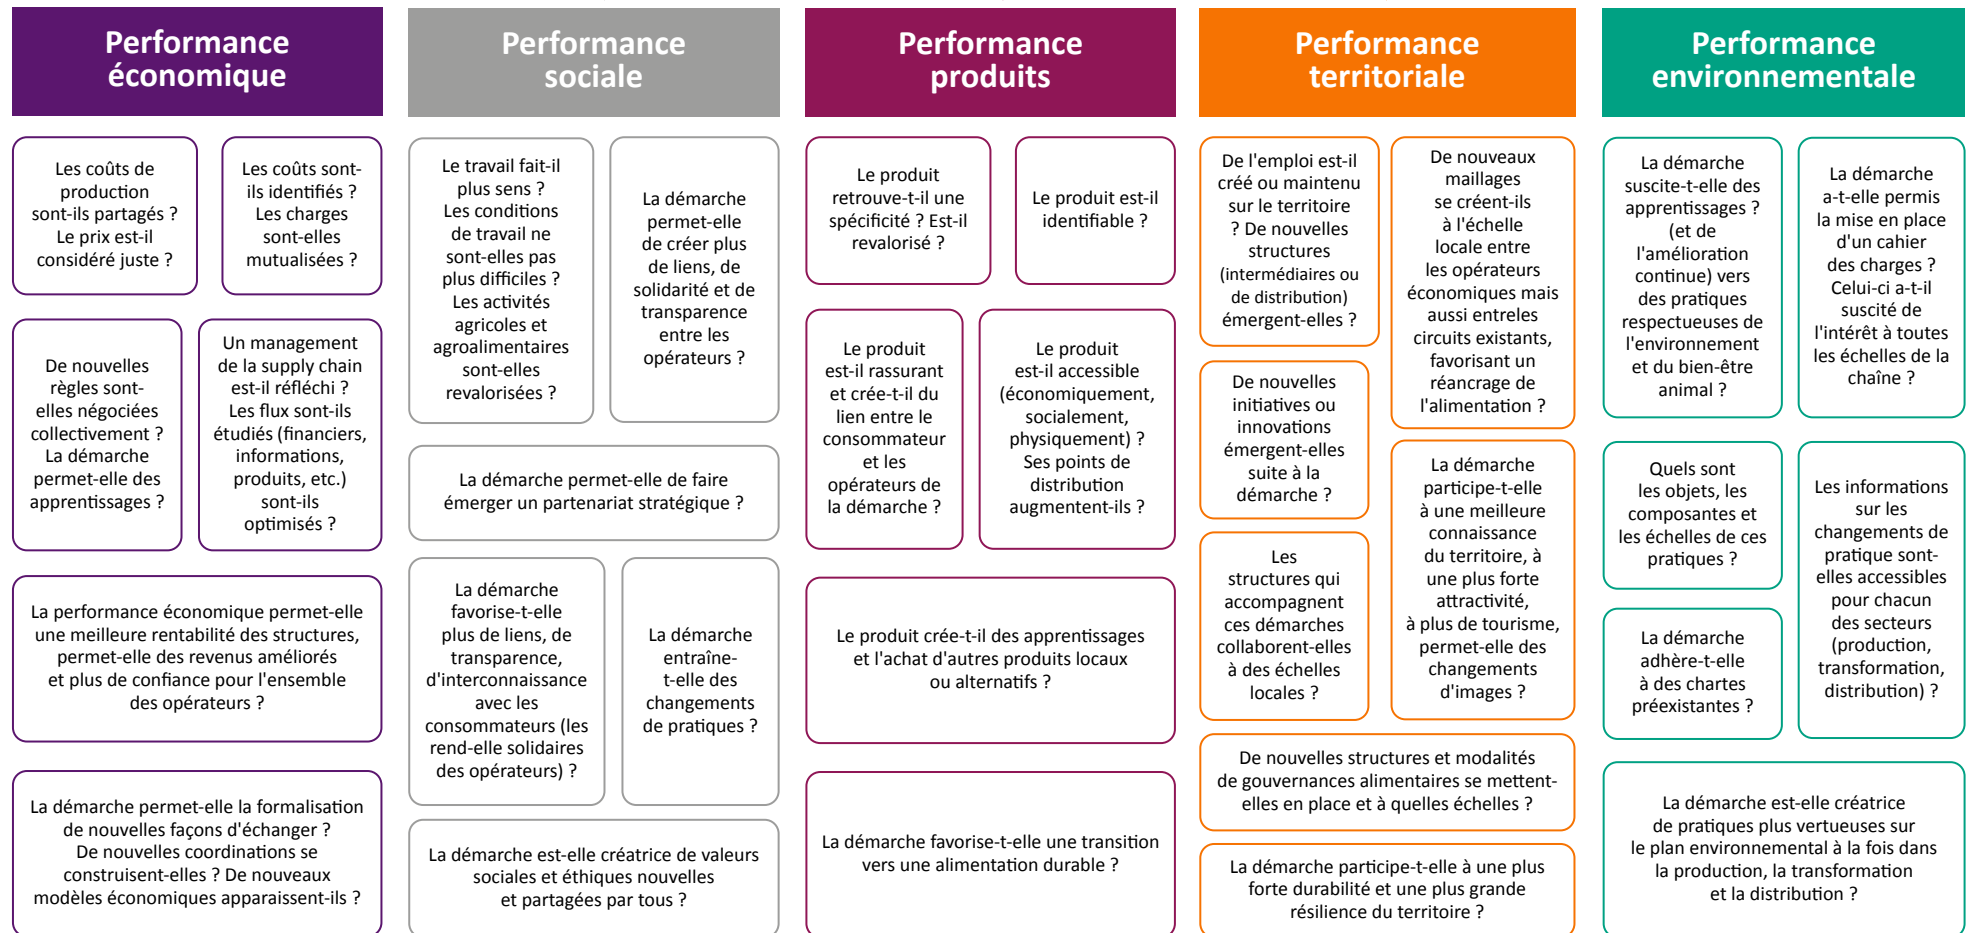 Performance
économique
Les coûts de
production
sont-ils partagés ?
Le prix est-il
considéré juste ?
Les coûts sont-
ils identifiés ?
Les charges
sont-elles
mutualisées ?
De nouvelles
règles sont-
elles négociées
collectivement ?
La démarche
permet-elle des
apprentissages ?
Un management
de la supply chain
est-il réfléchi ?
Les flux sont-ils
étudiés (financiers,
informations,
produits, etc.)
sont-ils
optimisés ?
La performance économique permet-elle
une meilleure rentabilité des structures,
permet-elle des revenus améliorés
et plus de confiance pour l'ensemble
des opérateurs ?
La démarche permet-elle la formalisation
de nouvelles façons d'échanger ?
De nouvelles coordinations se
construisent-elles ? De nouveaux
modèles économiques apparaissent-ils ?
Performance
sociale
Le travail fait-il
plus sens ?
Les conditions
de travail ne
sont-elles pas
plus difficiles ?
Les activités
agricoles et
agroalimentaires
sont-elles
revalorisées ?
La démarche
permet-elle
de créer plus
de liens, de
solidarité et de
transparence
entre les
opérateurs ?
La démarche permet-elle de faire
émerger un partenariat stratégique ?
La démarche
favorise-t-elle
plus de liens, de
transparence,
d'interconnaissance
avec les
consommateurs (les
rend-elle solidaires
des opérateurs) ?
La démarche
entraîne-
t-elle des
changements
de pratiques ?
La démarche est-elle créatrice de valeurs
sociales et éthiques nouvelles
et partagées par tous ?
Performance
produits
Le produit
retrouve-t-il une
spécificité ? Est-il
revalorisé ?
Le produit est-il
identifiable ?
Le produit
est-il rassurant
et crée-t-il du
lien entre le
consommateur
et les
opérateurs de
la démarche ?
Le produit
est-il accessible
(économiquement,
socialement,
physiquement) ?
Ses points de
distribution
augmentent-ils ?
Le produit crée-t-il des apprentissages
et l'achat d'autres produits locaux
ou alternatifs ?
La démarche favorise-t-elle une transition
vers une alimentation durable ?
Performance
territoriale
De l'emploi est-il
créé ou maintenu
sur le territoire
? De nouvelles
structures
(intermédiaires ou
de distribution)
émergent-elles ?
De nouveaux
maillages
se créent-ils
à l'échelle
locale entre
les opérateurs
économiques mais
aussi entreles
circuits existants,
favorisant un
réancrage de
l'alimentation ?
De nouvelles
initiatives ou
innovations
émergent-elles
suite à la
démarche ?
La démarche
participe-t-elle
à une meilleure
connaissance
du territoire, à
une plus forte
attractivité,
à plus de tourisme,
permet-elle des
changements
d'images ?
Les
structures qui
accompagnent
ces démarches
collaborent-elles
à des échelles
locales ?
De nouvelles structures et modalités
de gouvernances alimentaires se mettent-
elles en place et à quelles échelles ?
La démarche participe-t-elle à une plus
forte durabilité et une plus grande
résilience du territoire ?
Performance
environnementale
La démarche
suscite-t-elle des
apprentissages ?
(et de
l'amélioration
continue) vers
des pratiques
respectueuses de
l'environnement
et du bien-être
animal ?
La démarche
a-t-elle permis
la mise en place
d'un cahier
des charges ?
Celui-ci a-t-il
suscité de
l'intérêt à toutes
les échelles de la
chaîne ?
Quels sont
les objets, les
composantes et
les échelles de ces
pratiques ?
Les informations
sur les
changements de
pratique sont-
elles accessibles
pour chacun
des secteurs
(production,
transformation,
distribution) ?
La démarche
adhère-t-elle
à des chartes
préexistantes ?
La démarche est-elle créatrice
de pratiques plus vertueuses sur
le plan environnemental à la fois dans
la production, la transformation
et la distribution ?